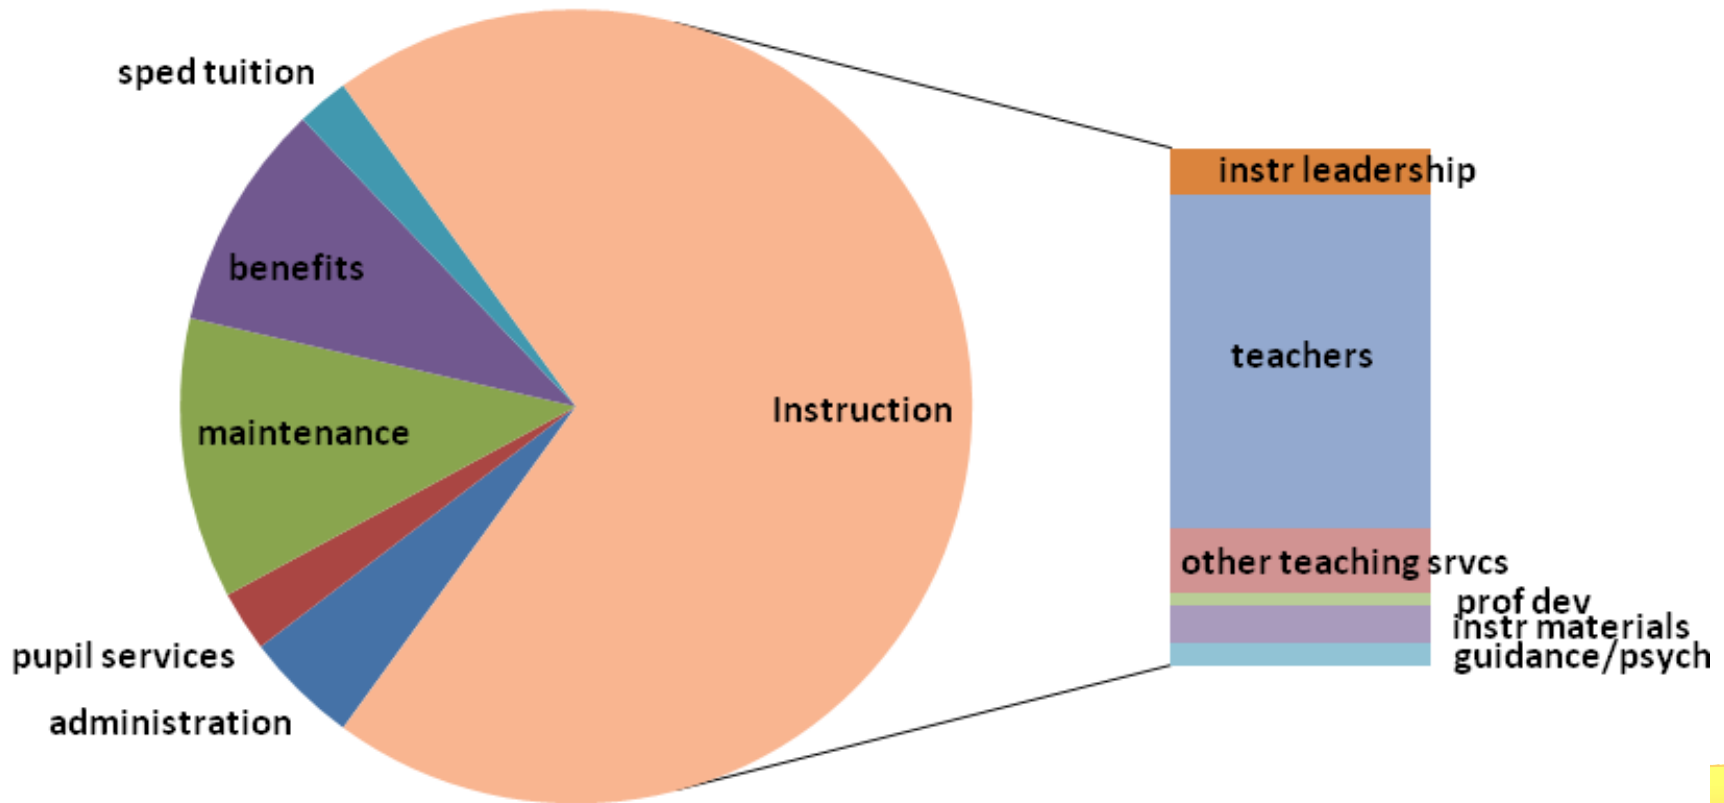 sped tuition
benefits
maintenance
pupil services
administration
Instruction
instr leadership
teachers
other teaching srvcs
prof dev
instr materials
guidance/psych